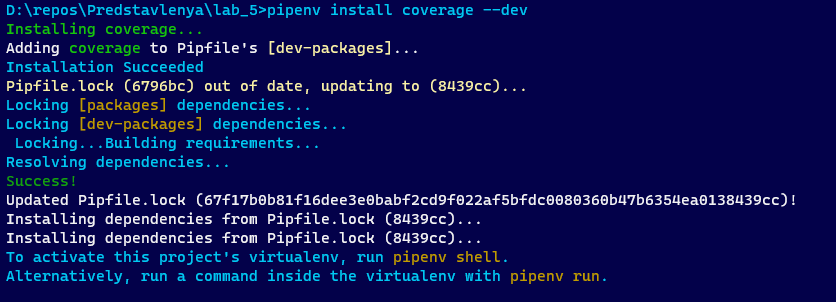 D:\repos\Predstavlenya\lab_5>pipenv install coverage --dev
Installing coverage...
Adding coverage to Pipfile's [dev-packages]...
Installation Succeeded
Pipfile.lock (6796bc) out of date, updating to (8439cc)...
Locking [packages] dependencies...
Locking [dev-packages] dependencies...
Locking...Building requirements...
Resolving dependencies...
Success!
Updated Pipfile.lock (67f17b0b81f16dee3e0babf2cd9f022af5bfdc0080360b47b6354ea0138439cc)!
Installing dependencies from Pipfile.lock (8439cc)...
Installing dependencies from Pipfile.lock (8439cc)...
To activate this project's virtualenv, run pipenv shell.
Alternatively, run a command inside the virtualenv with pipenv run.